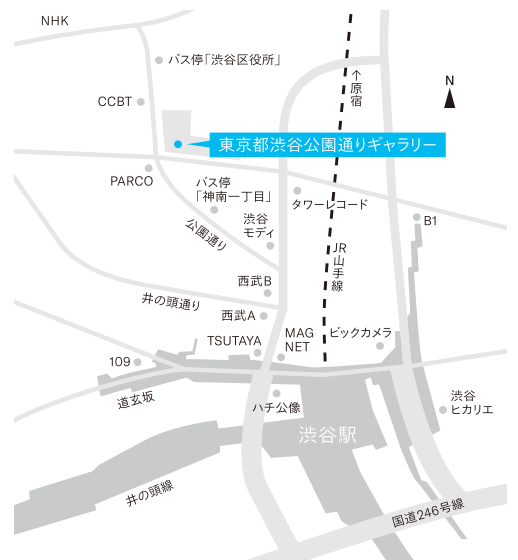 NHK
バス停「渋谷区役所」
↑原宿
N
CCBT
東京都渋谷公園通りギャラリー
PARCO
バス停
「神南一丁目」
タワーレコード
公園通り
渋谷
モディ
B1
JR山手線
西武B
井の頭通り
西武A
MAG
NET
ビックカメラ
TSUTAYA
109
道玄坂
ハチ公像
渋谷
ヒカリエ
渋谷駅
井の頭線
国道246号線